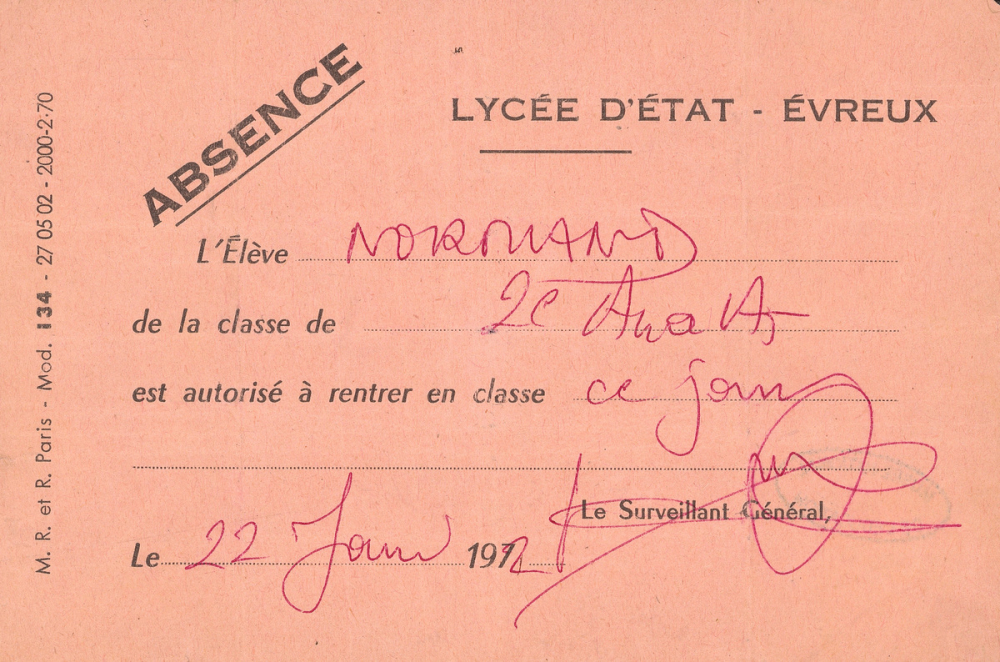 ABSENCE
LYCÉE D'ÉTAT - ÉVREUX
L'Élève NORMAND
de la classe de 2e
est autorisé à rentrer en classe ce jour
Le Surveillant Général,
Le 22 Janv 1972
M. R. et R. Paris - Mod. 134 - 27 05 02 - 2000-2-70